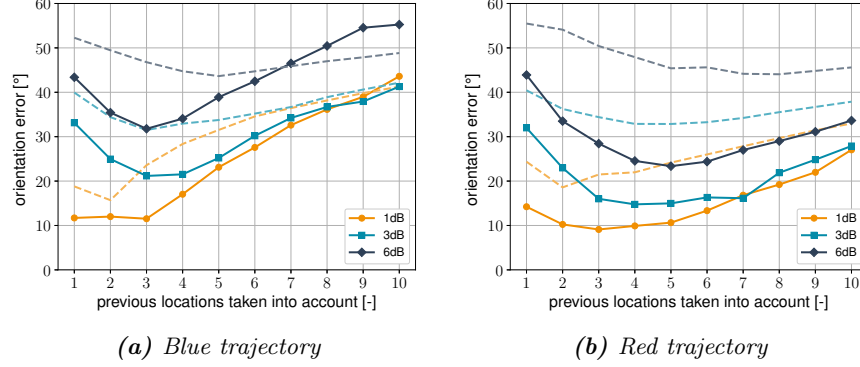 60
50
40
30
20
10
0
orientation error [°]
1 2 3 4 5 6 7 8 9 10
previous locations taken into account [-]
1dB
3dB
6dB
(a) Blue trajectory
60
50
40
30
20
10
0
orientation error [°]
1 2 3 4 5 6 7 8 9 10
previous locations taken into account [-]
1dB
3dB
6dB
(b) Red trajectory